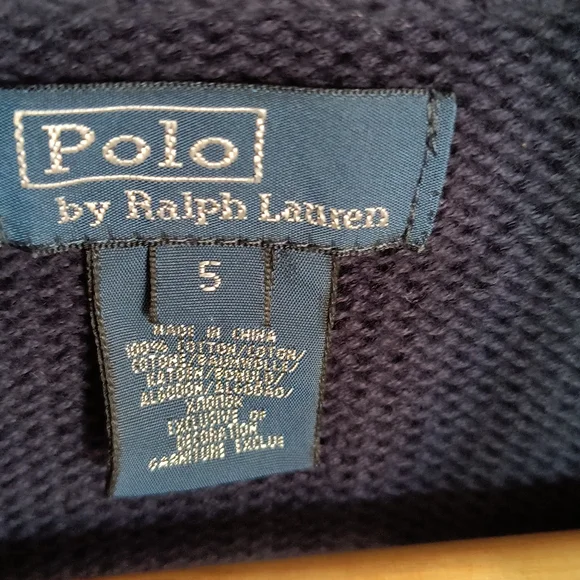 Polo
by Ralph Lauren
5
MADE IN CHINA
100% COTTON/COTON/
COTONE/BAUMWOLLE/
KATOEN/BOMULD/
ALGODON/ALGODAO/
ХЛОПОК
EXCLUSIVE OF
DECORATION
GARNITURE EXCLUE